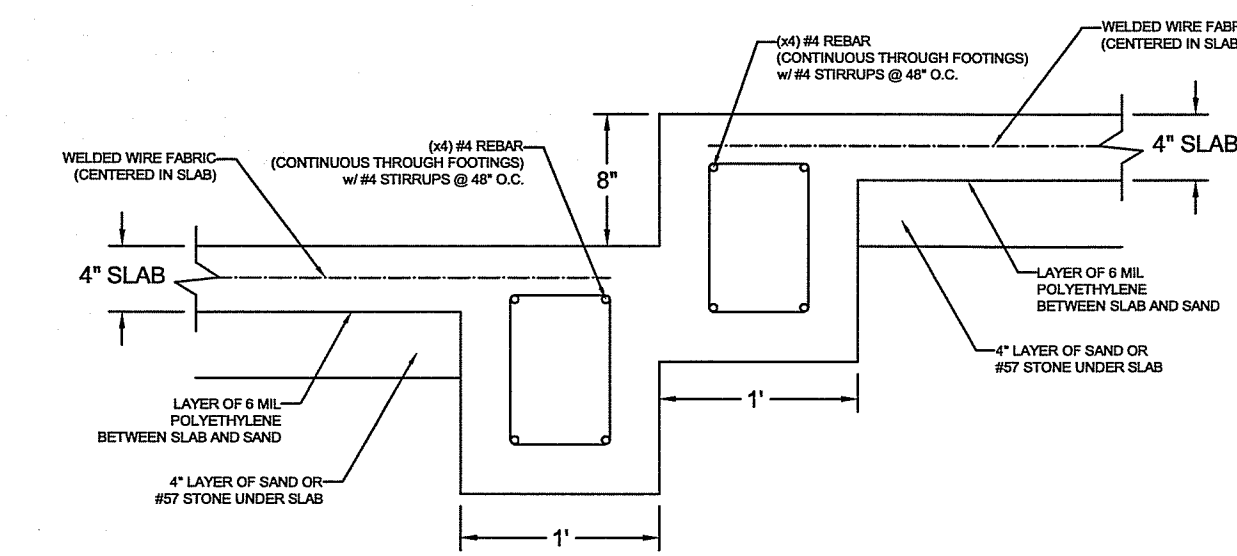 WELDED WIRE
(CENTERED IN SLAB
(x4) #4 REBAR
(CONTINUOUS THROUGH FOOTINGS)
w/ #4 STIRRUPS @ 48" O.C.
4" SLAB
(x4) #4 REBAR
(CONTINUOUS THROUGH FOOTINGS)
w/ #4 STIRRUPS @ 48" O.C.
WELDED WIRE FABRIC
(CENTERED IN SLAB)
8"
4" SLAB
LAYER OF 6 MIL
POLYETHYLENE
BETWEEN SLAB AND SAND
4" LAYER OF SAND OR
#57 STONE UNDER SLAB
1'
LAYER OF 6 MIL
POLYETHYLENE
BETWEEN SLAB AND SAND
4" LAYER OF SAND OR
#57 STONE UNDER SLAB
1'